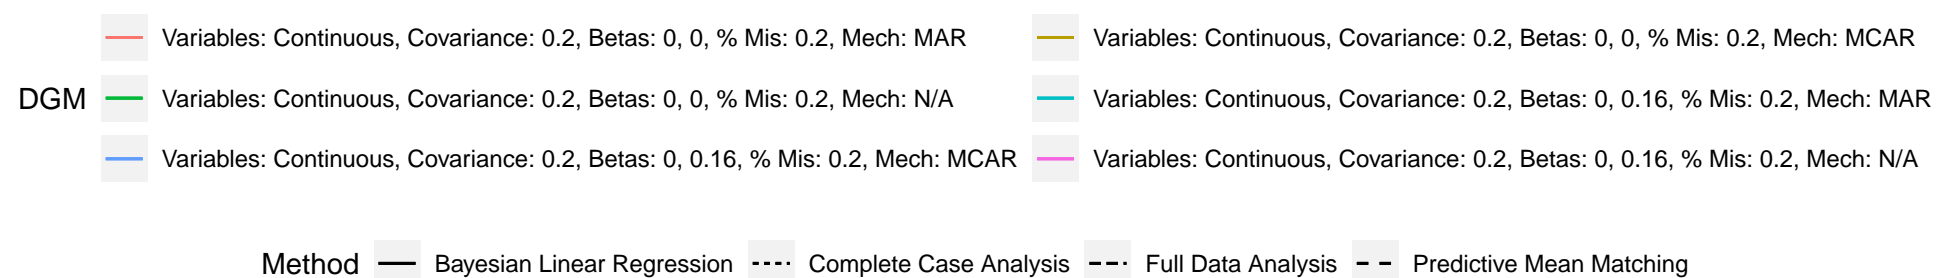 Variables: Continuous, Covariance: 0.2, Betas: 0, 0, % Mis: 0.2, Mech: MAR
Variables: Continuous, Covariance: 0.2, Betas: 0, 0, % Mis: 0.2, Mech: MCAR
DGM
Variables: Continuous, Covariance: 0.2, Betas: 0, 0, % Mis: 0.2, Mech: N/A
Variables: Continuous, Covariance: 0.2, Betas: 0, 0.16, % Mis: 0.2, Mech: MAR
Variables: Continuous, Covariance: 0.2, Betas: 0, 0.16, % Mis: 0.2, Mech: MCAR
Variables: Continuous, Covariance: 0.2, Betas: 0, 0.16, % Mis: 0.2, Mech: N/A
Method Bayesian Linear Regression Complete Case Analysis Full Data Analysis Predictive Mean Matching